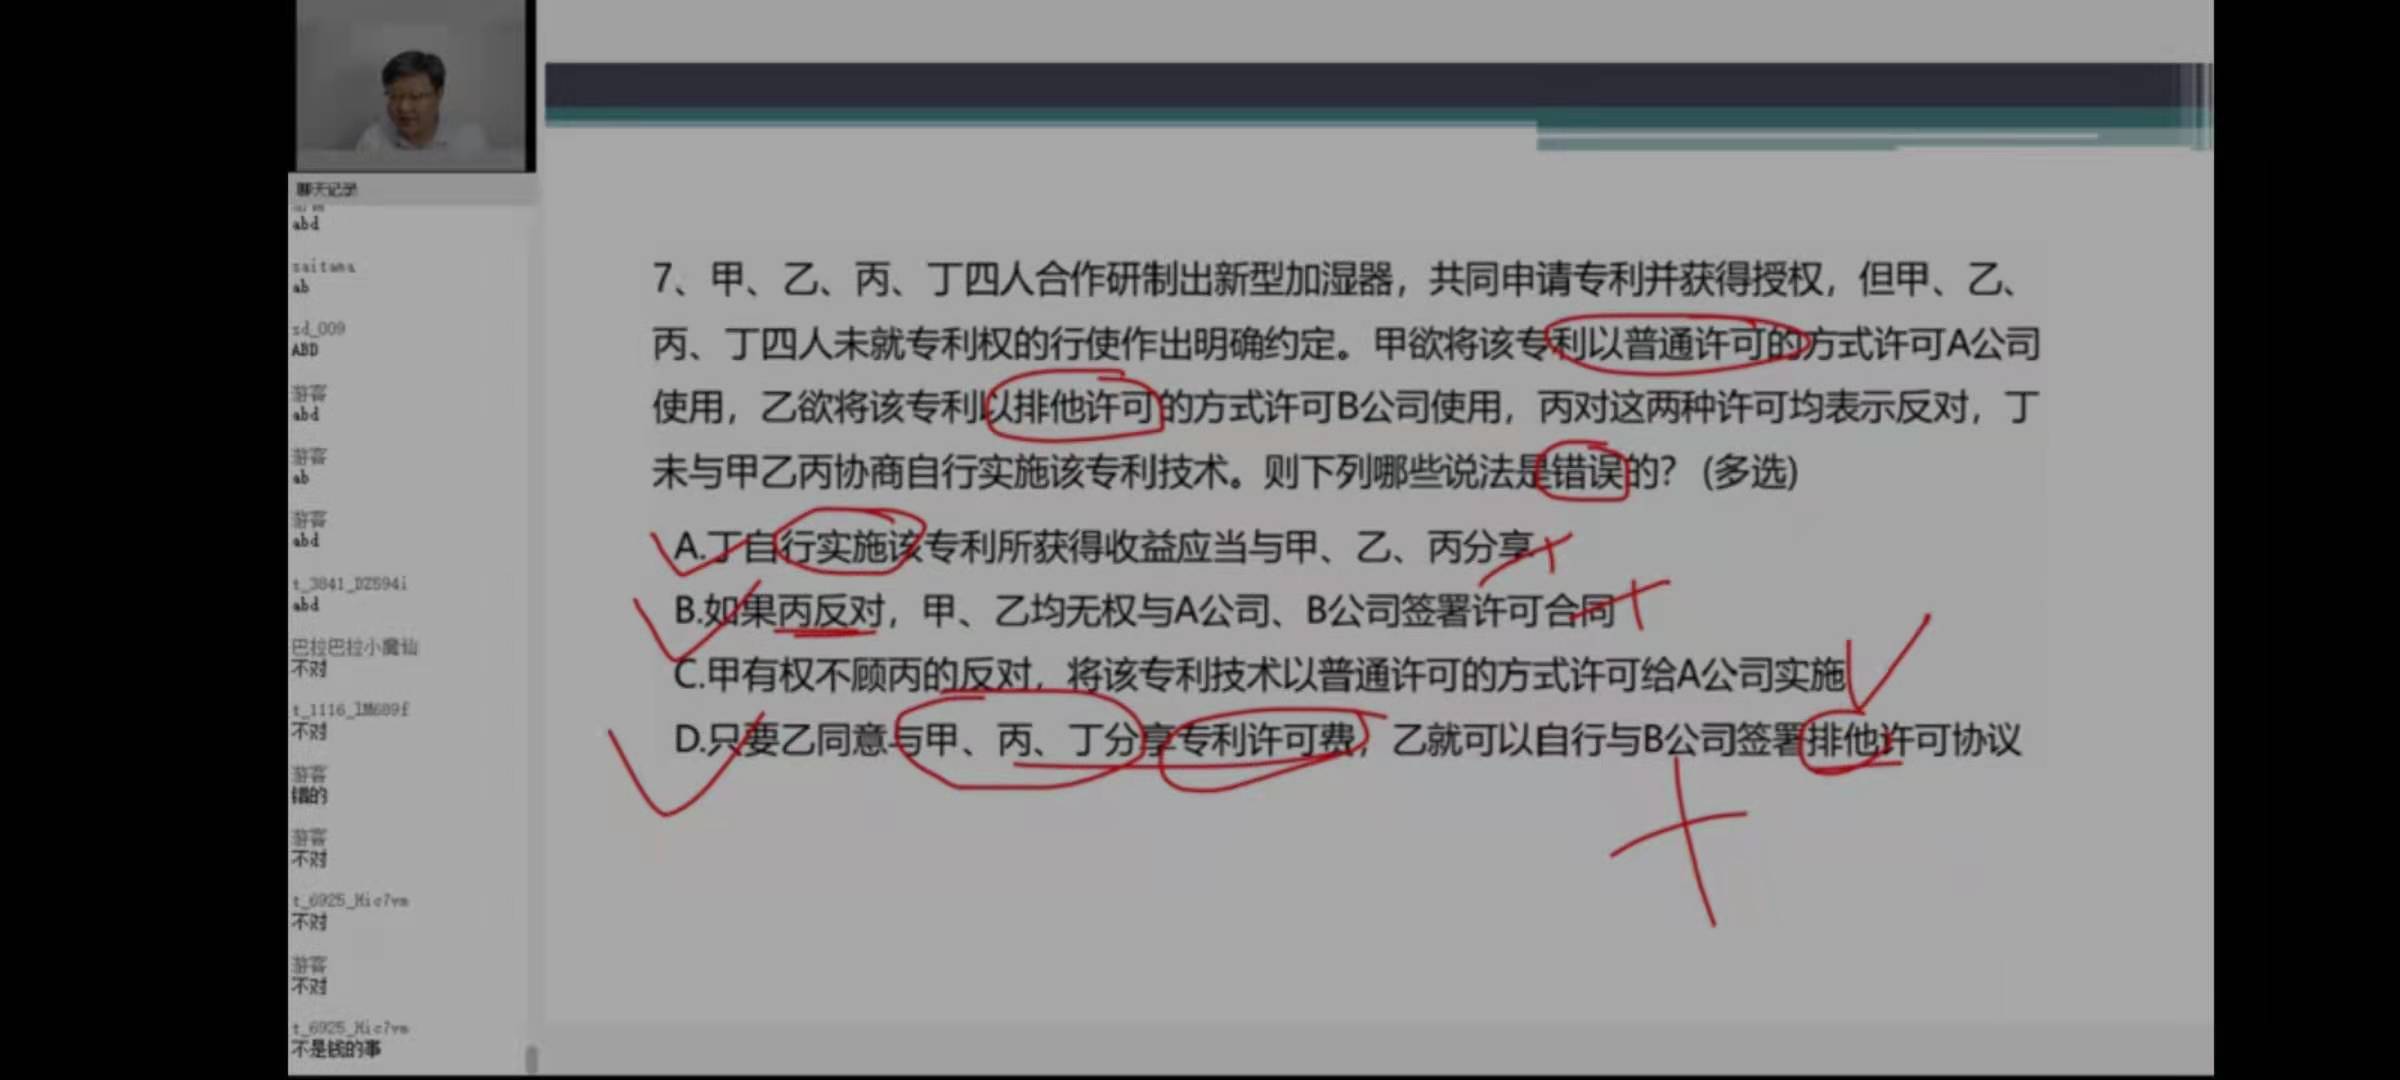 聊天记录
abd
zaitama
ab
zd_009
ABD
游客
abd
游客
ab
游客
abd
t_3841_DZ594i
abd
巴拉巴拉小魔仙
不对
t_1116_lM689f
不对
游客
错的
游客
不对
t_6925_Hic7vm
不对
游客
不对
t_6925_Hic7vm
不是钱的事
7、甲、乙、丙、丁四人合作研制出新型加湿器，共同申请专利并获得授权，但甲、乙、
丙、丁四人未就专利权的行使作出明确约定。甲欲将该专利以普通许可的方式许可A公司
使用，乙欲将该专利以排他许可的方式许可B公司使用，丙对这两种许可均表示反对，丁
未与甲乙丙协商自行实施该专利技术。则下列哪些说法是错误的？(多选)
A.丁自行实施该专利所获得收益应当与甲、乙、丙分享
B.如果丙反对，甲、乙均无权与A公司、B公司签署许可合同
C.甲有权不顾丙的反对，将该专利技术以普通许可的方式许可给A公司实施
D.只要乙同意与甲、丙、丁分享专利许可费，乙就可以自行与B公司签署排他许可协议